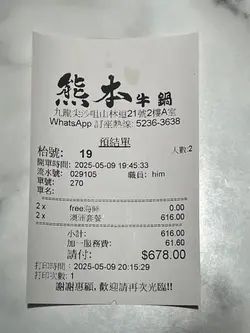 熊本牛鍋
九龍尖沙咀山林道21號2樓A室
WhatsApp 訂座熱線: 5236-3638
預結單
枱號: 19 人數:2
開單時間: 2025-05-09 19:45:33
流水號: 029105 職員: him
單號: 270
單名:
2 x free海鮮 0.00
2 x 澳洲套餐 616.00
小計: 616.00
加一服務費: 61.60
請付: $678.00
打印時間: 2025-05-09 20:15:29
打印次數: 1
謝謝惠顧, 歡迎請再次光臨!!